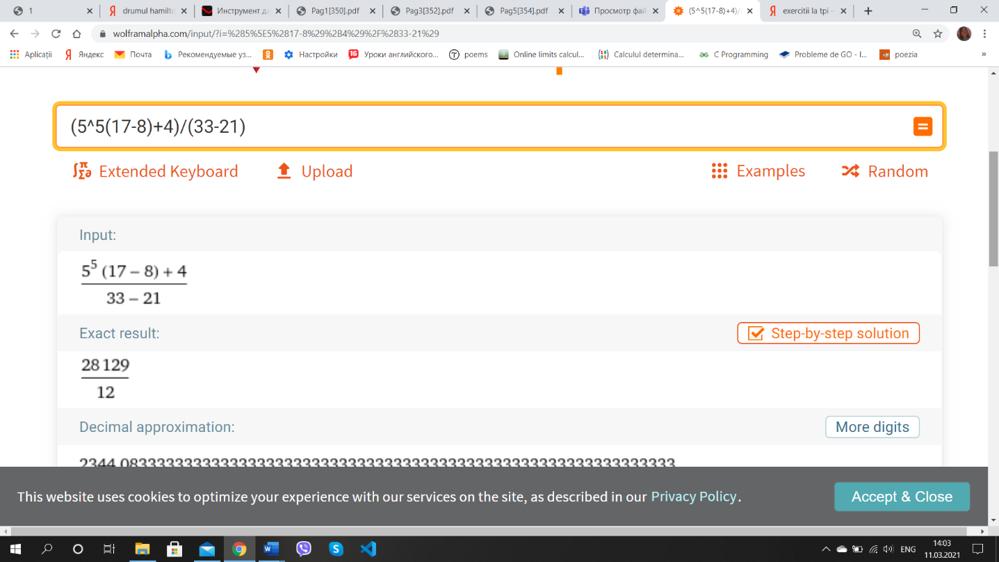 1
drumul hamilto
Инструмент дл
Pag1[350].pdf
Pag3[352].pdf
Pag5[354].pdf
Просмотр фай
(5^5(17-8)+4)/
exercitii la tpi –
wolframalpha.com/input/?i=%285%5E5%2817-8%29%2B4%29%2F%2833-21%29
Aplicații
Яндекс
Почта
Рекомендуемые уз...
Настройки
16
Уроки английского...
poems
Online limits calcul...
Calculul determina...
C Programming
Probleme de GO - I...
poezia
»
(5^5(17-8)+4)/(33-21)
Extended Keyboard
Upload
Examples
Random
Input:
5^5 (17 – 8) + 4
33 – 21
Exact result:
Step-by-step solution
28 129
12
Decimal approximation:
More digits
This website uses cookies to optimize your experience with our services on the site, as described in our Privacy Policy.
Accept & Close
ENG
14:03
11.03.2021